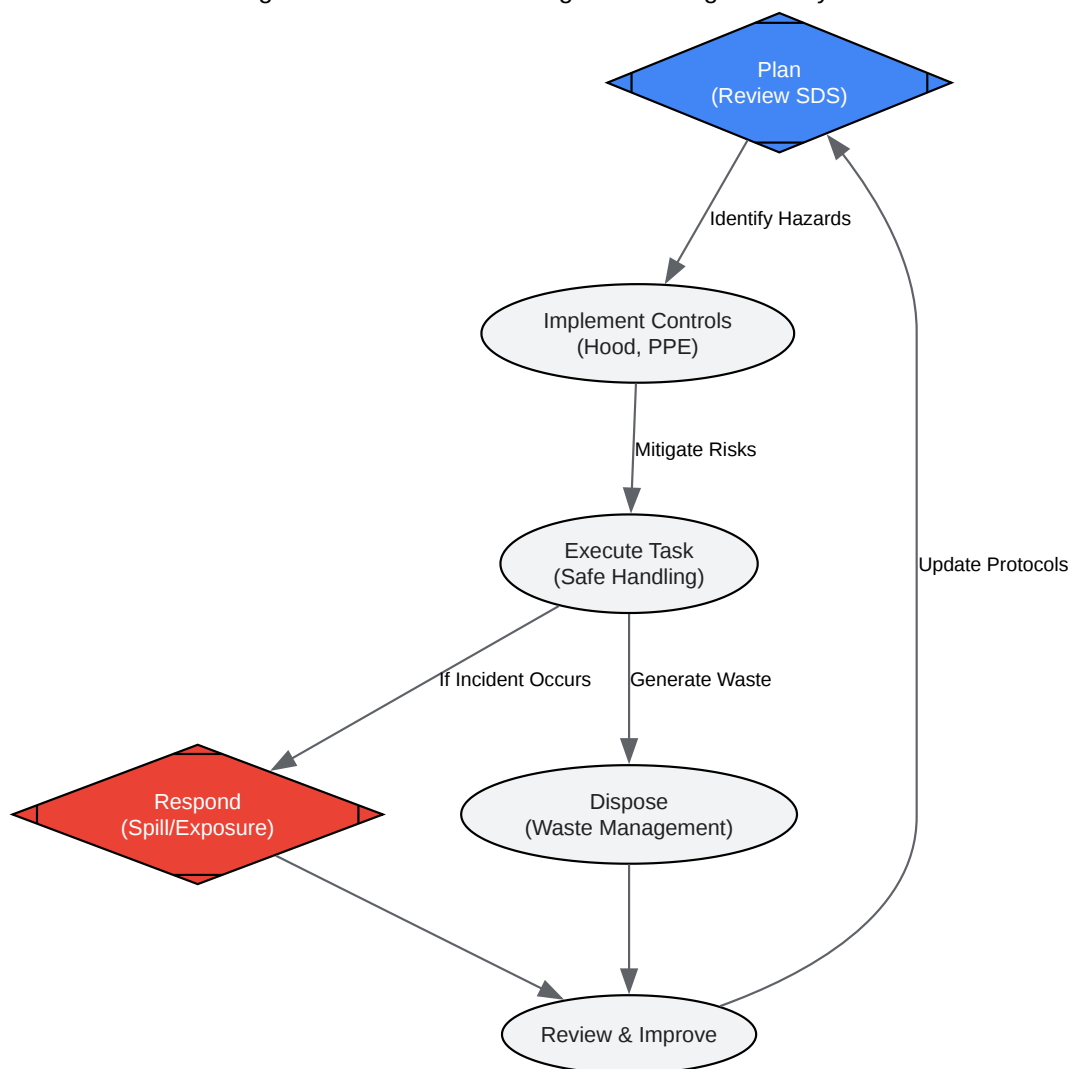 Plan
(Review SDS)
Identify Hazards
Implement Controls
(Hood, PPE)
Mitigate Risks
Execute Task
(Safe Handling)
Update Protocols
If Incident Occurs
Generate Waste
Respond
(Spill/Exposure)
Dispose
(Waste Management)
Review & Improve